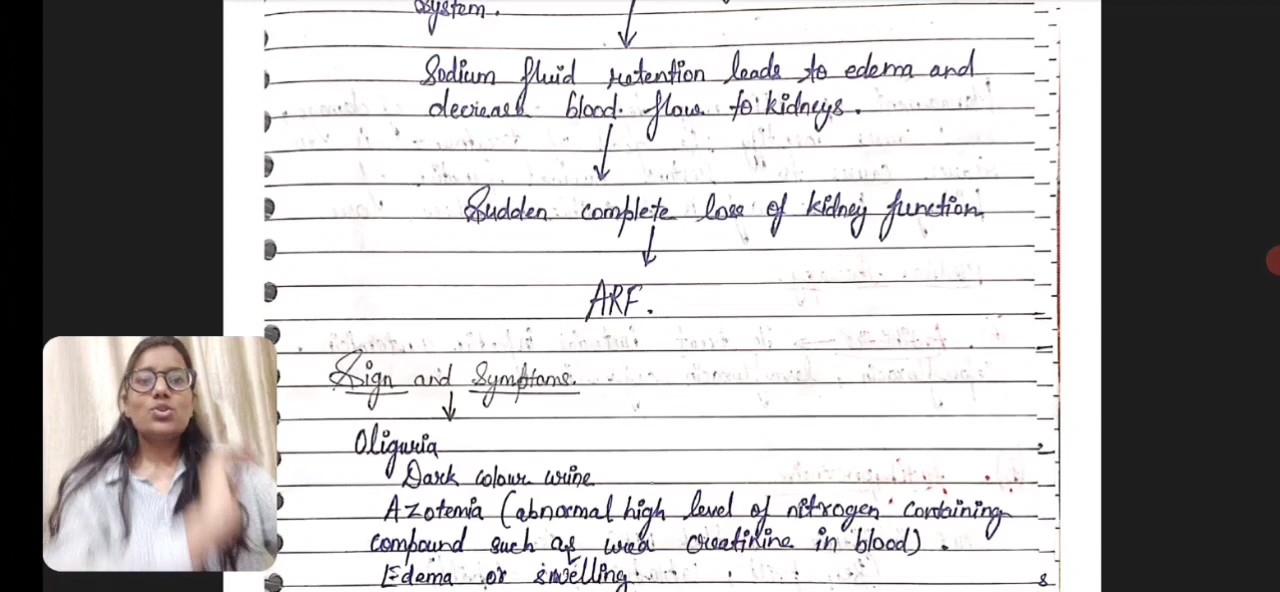 system.
Sodium fluid retention leads to edema and
decrease blood flow to kidneys.
Sudden complete loss of kidney function
ARF.
Sign and Symptoms.
Oliguria
Dark colour urine
Azotemia (abnormal high level of nitrogen containing
compound such as urea creatinine in blood).
Edema or swelling